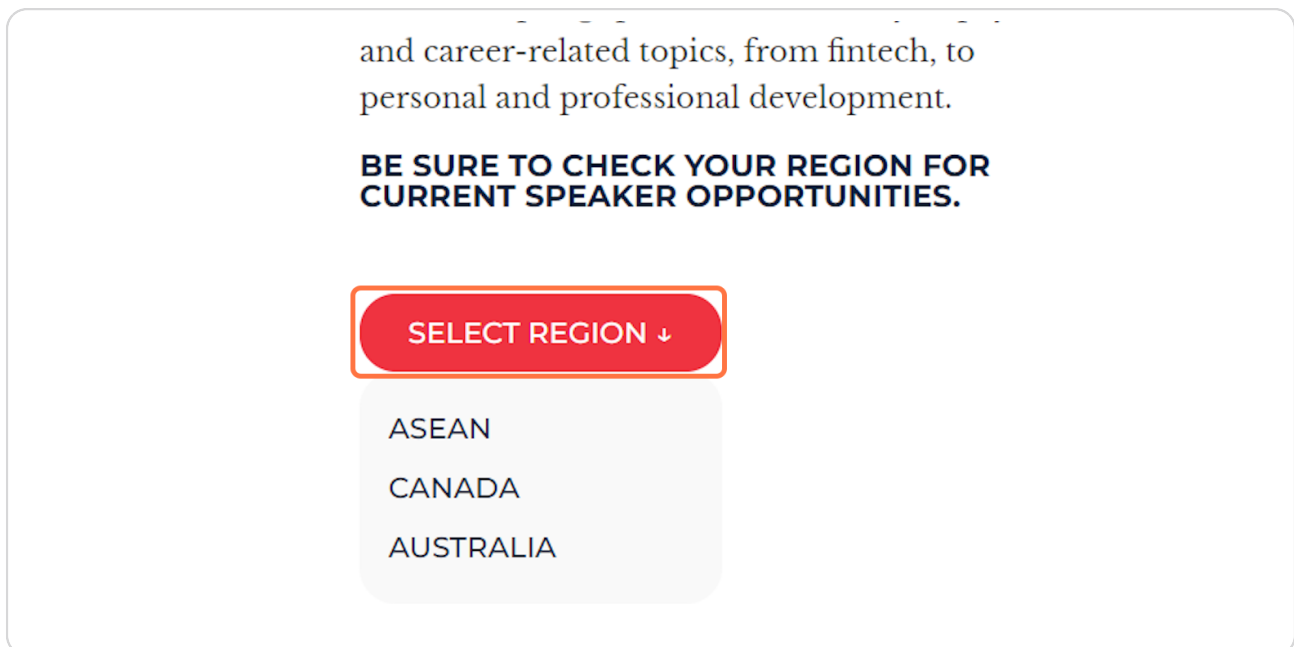 and career-related topics, from fintech, to
personal and professional development.
BE SURE TO CHECK YOUR REGION FOR
CURRENT SPEAKER OPPORTUNITIES.
SELECT REGION ↓
ASEAN
CANADA
AUSTRALIA